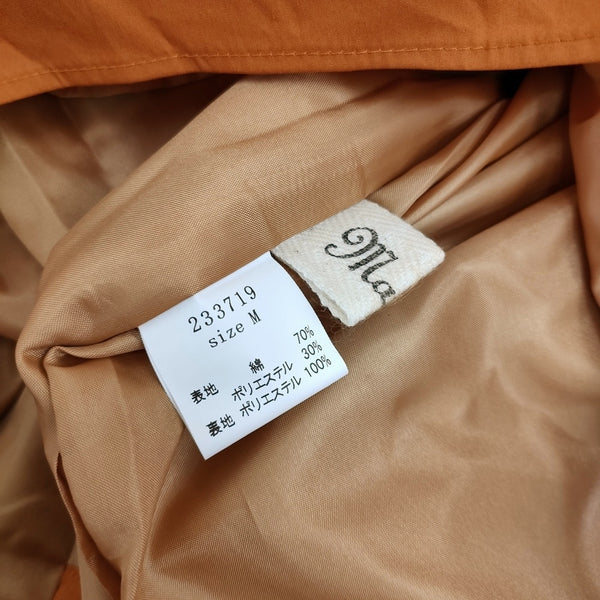 Ma
233719
size M
表地 綿 70%
ポリエステル 30%
裏地 ポリエステル 100%